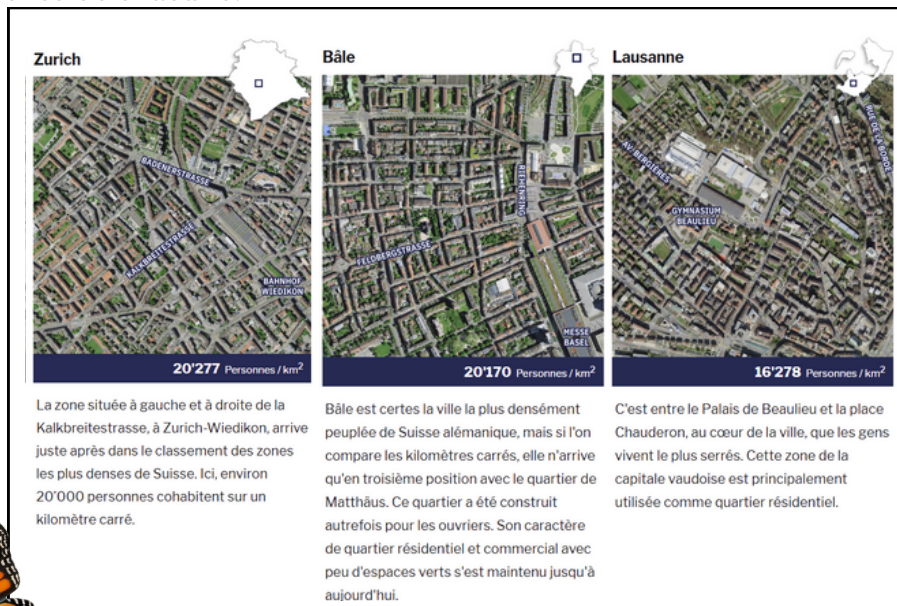 Zurich
BADENERSTRASSE
KALKBREITESTRASSE
BAHNHOF
WIEDIKON
20'277 Personnes / km²
La zone située à gauche et à droite de la
Kalkbreitestrasse, à Zurich-Wiedikon, arrive
juste après dans le classement des zones
les plus denses de Suisse. Ici, environ
20'000 personnes cohabitent sur un
kilomètre carré.
Bâle
RIEHENRING
FELDBERGSTRASSE
MESSE
BASEL
20'170 Personnes / km²
Bâle est certes la ville la plus densément
peuplée de Suisse alémanique, mais si l'on
compare les kilomètres carrés, elle n'arrive
qu'en troisième position avec le quartier de
Matthäus. Ce quartier a été construit
autrefois pour les ouvriers. Son caractère
de quartier résidentiel et commercial avec
peu d'espaces verts s'est maintenu jusqu'à
aujourd'hui.
Lausanne
RUE DE LA BORDE
AV. BERGIÈRES
GYMNASIUM
BEAULIEU
16'278 Personnes / km²
C'est entre le Palais de Beaulieu et la place
Chauderon, au cœur de la ville, que les gens
vivent le plus serrés. Cette zone de la
capitale vaudoise est principalement
utilisée comme quartier résidentiel.